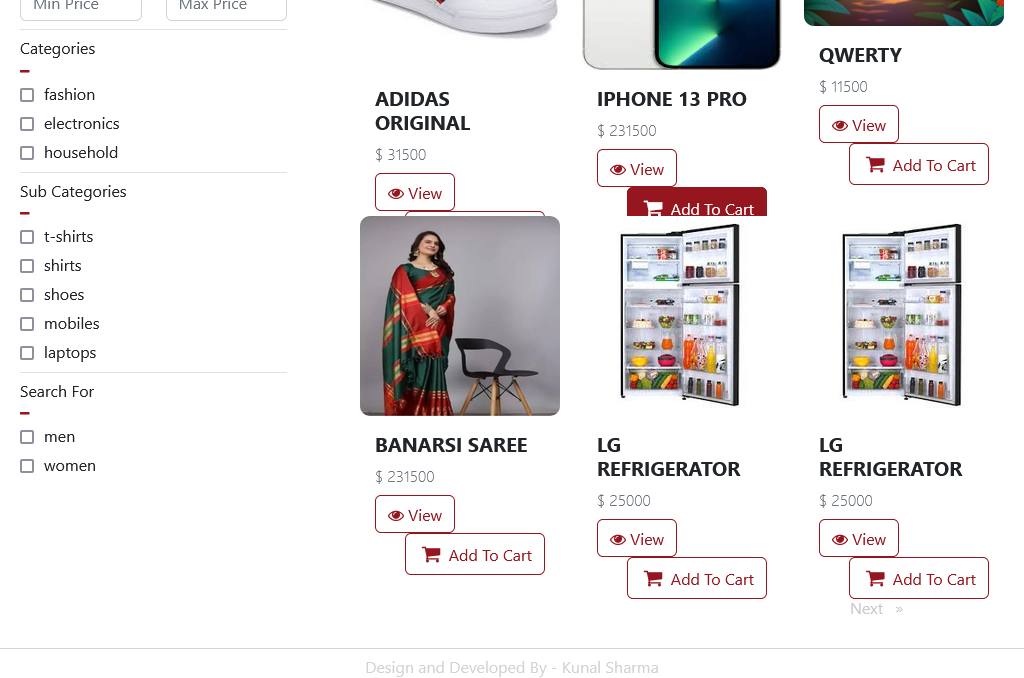 Min Price
Max Price
Categories
fashion
electronics
household
Sub Categories
t-shirts
shirts
shoes
mobiles
laptops
Search For
men
women
ADIDAS
ORIGINAL
$ 31500
View
IPHONE 13 PRO
$ 231500
View
Add To Cart
QWERTY
$ 11500
View
Add To Cart
BANARSI SAREE
$ 231500
View
Add To Cart
LG
REFRIGERATOR
$ 25000
View
Add To Cart
LG
REFRIGERATOR
$ 25000
View
Add To Cart
Next »
Design and Developed By - Kunal Sharma